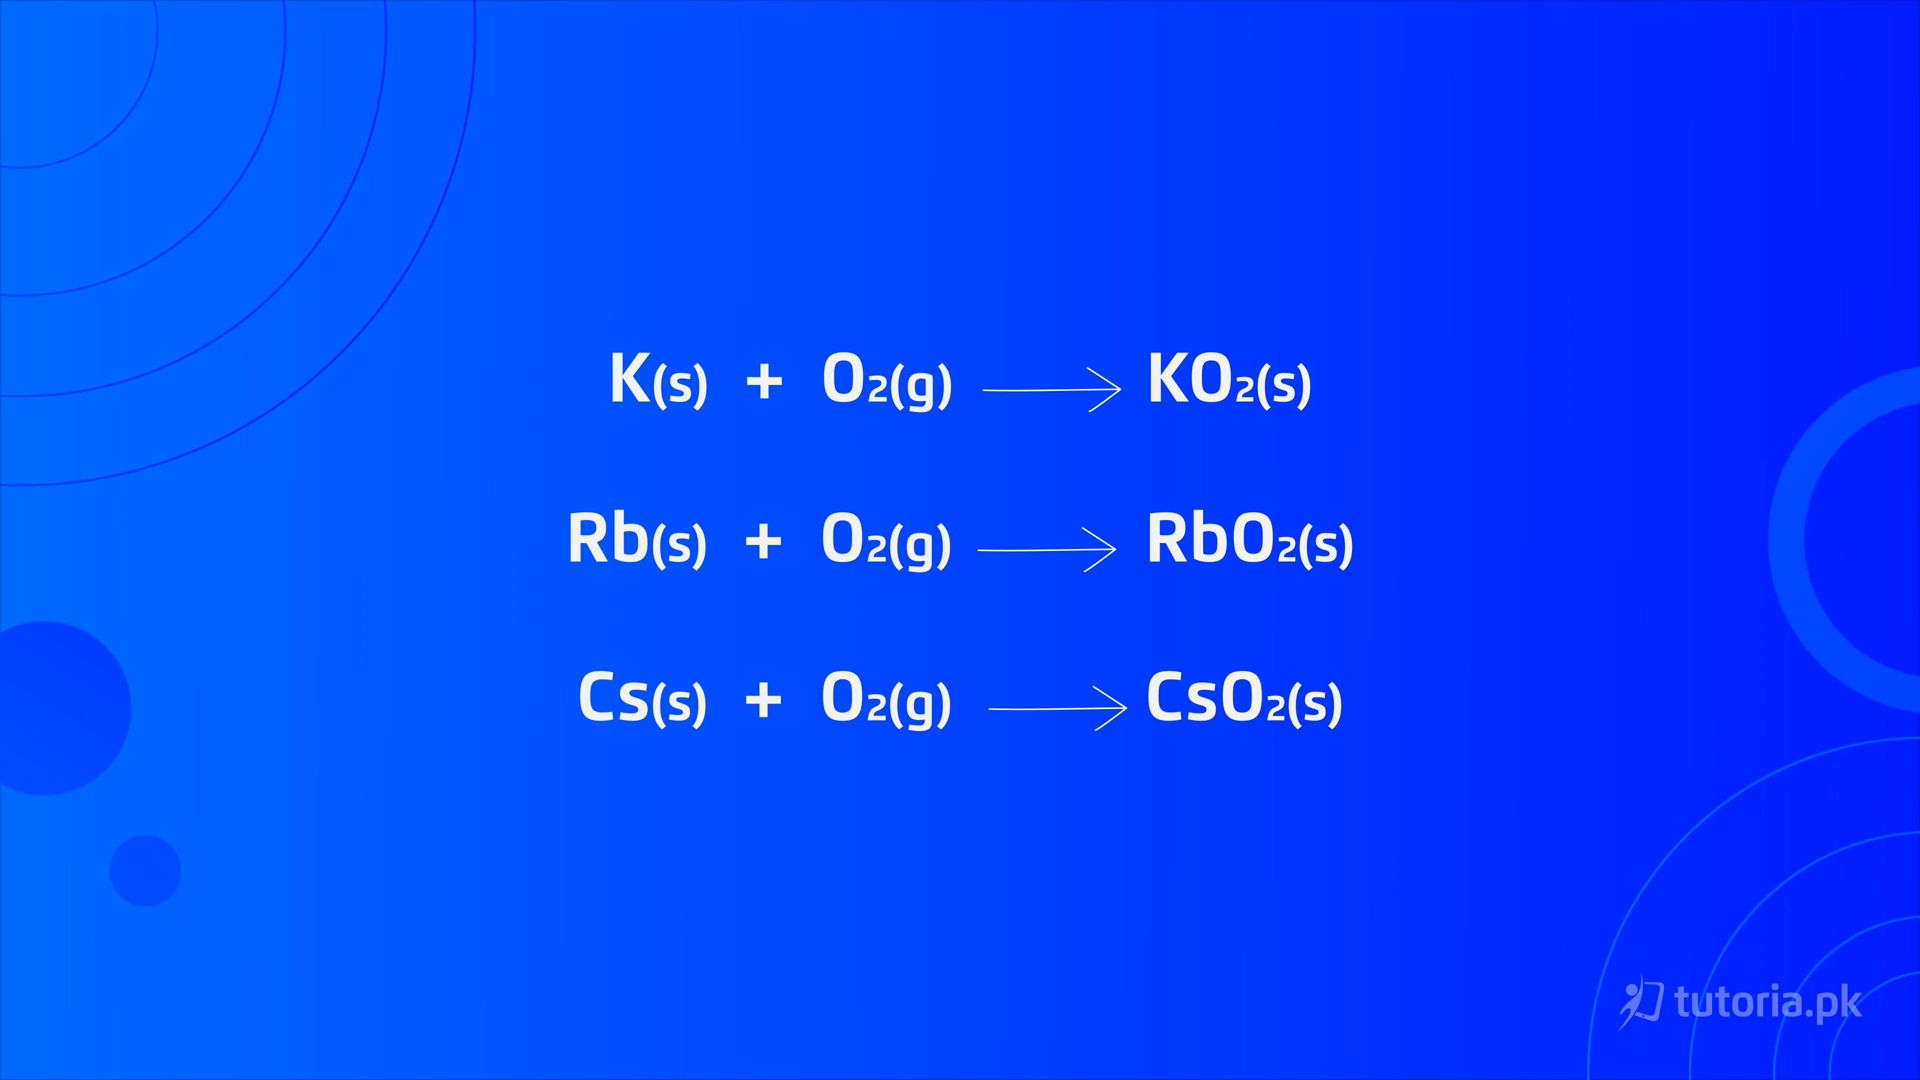 K(s) + O₂(g) ⟶ KO₂(s)
Rb(s) + O₂(g) ⟶ RbO₂(s)
Cs(s) + O₂(g) ⟶ CsO₂(s)
tutoria.pk